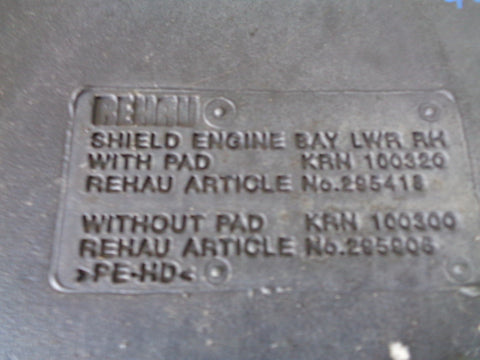 REHAU
SHIELD ENGINE BAY LWR RH
WITH PAD KRN 100320
REHAU ARTICLE No.295418
WITHOUT PAD KRN 100300
REHAU ARTICLE No.295906
>PE-HD<